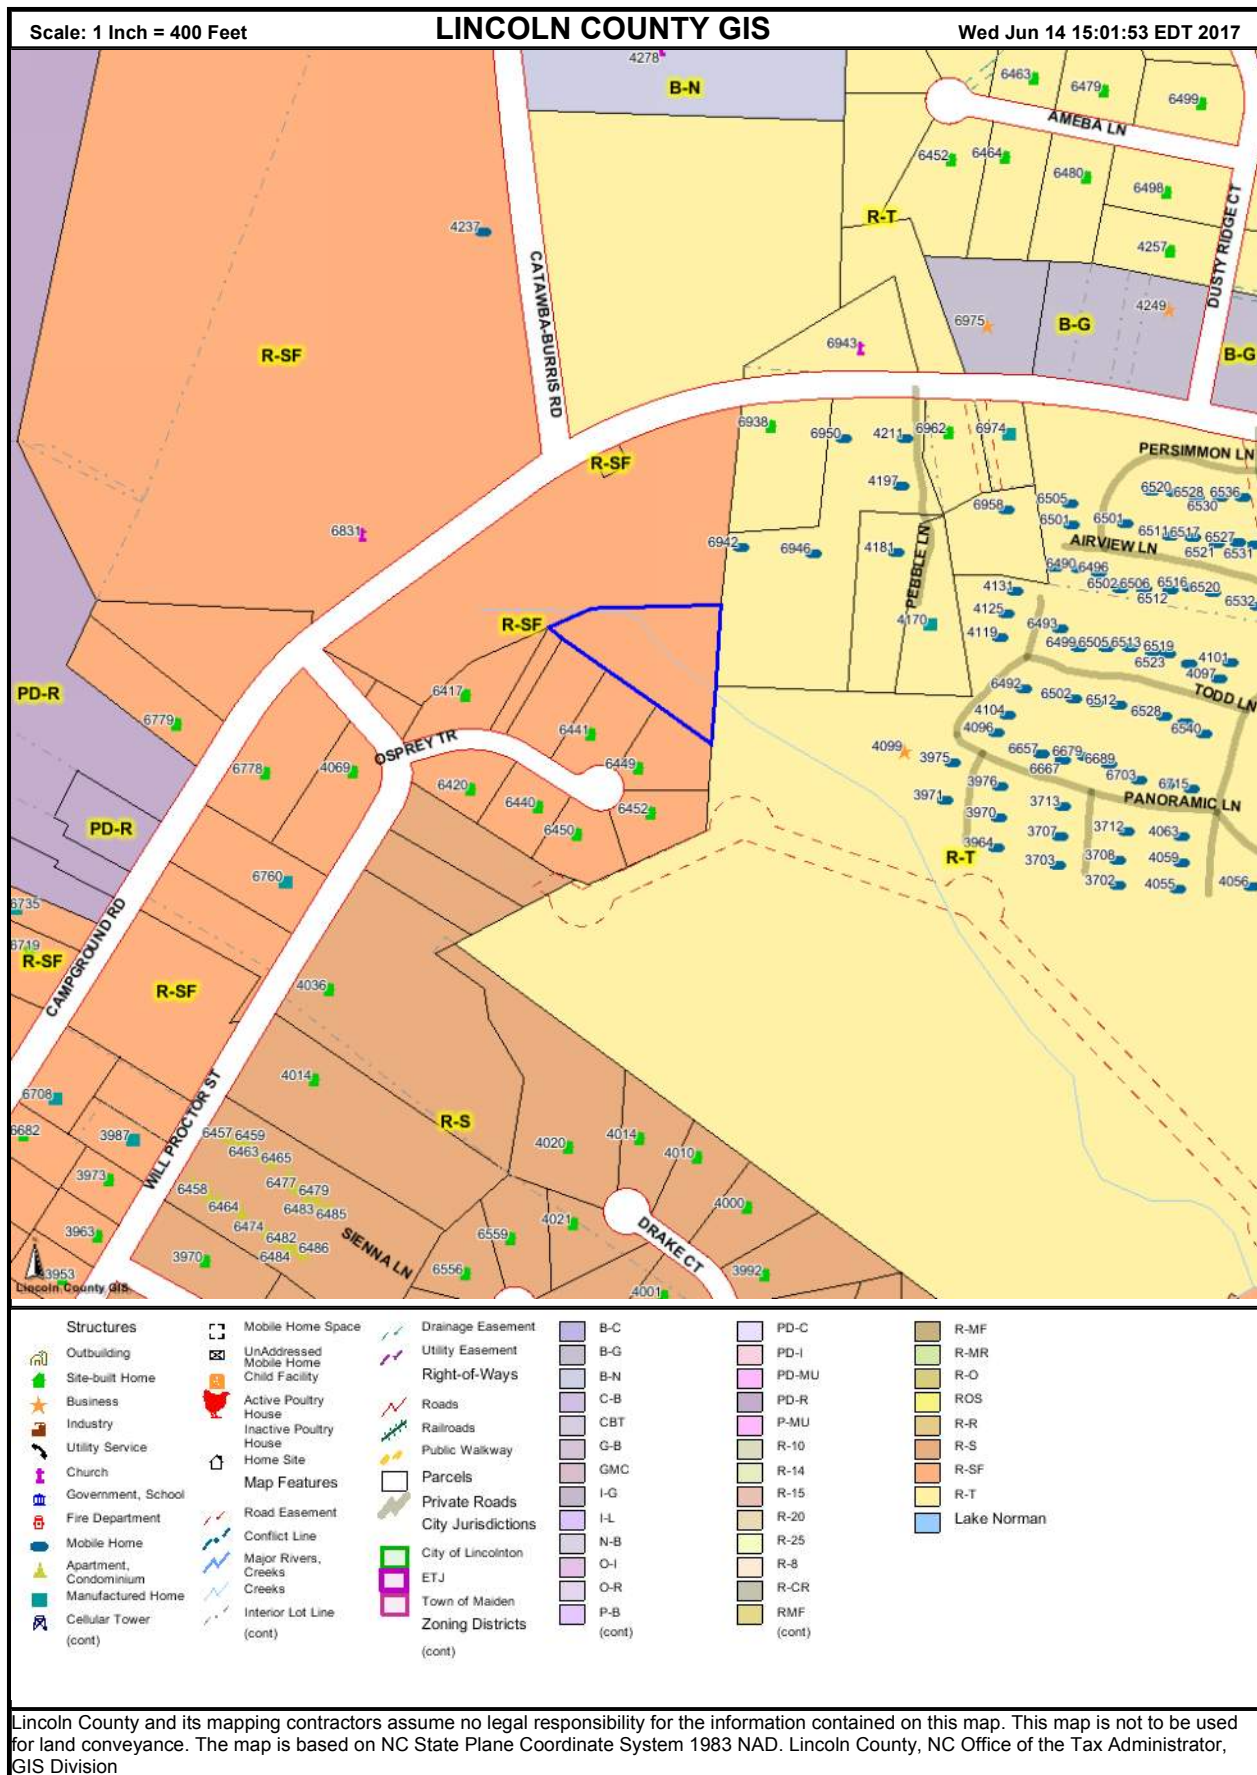 Scale: 1 Inch = 400 Feet
LINCOLN COUNTY GIS
Wed Jun 14 15:01:53 EDT 2017
4278
B-N
6463
6479
6499
AMEBA LN
6452
6464
6480
6498
R-T
4257
DUSTY RIDGE CT
4237
CATAWBA-BURRIS RD
6975
B-G
4249
B-G
6943
R-SF
6938
6950
4211
6962
6974
PERSIMMON LN
R-SF
4197
6958
6505
6501
6501
6520
6528
6536
6530
6511
6517
6527
6521
6531
AIRVIEW LN
6831
6942
6946
4181
PEBBLE LN
6490
6496
6502
6506
6516
6520
6512
6532
4131
4125
4119
4170
6493
6499
6505
6513
6519
6523
4101
4097
TODD LN
R-SF
PD-R
6779
6417
6441
6449
OSPREY TR
6778
4069
6420
6440
6450
6452
6492
6502
6512
6528
6540
4104
4096
4099
3975
6657
6679
6689
6667
6703
6715
PANORAMIC LN
3976
3971
3970
3964
3713
3707
3703
3712
3708
3702
4063
4059
4055
4056
R-T
PD-R
6760
6735
6719
R-SF
CAMPGROUND RD
R-SF
4036
4014
6708
6682
3987
3973
3963
3953
WILL PROCTOR ST
R-S
6457
6459
6463
6465
6477
6479
6458
6464
6483
6485
6474
6482
6484
6486
3970
SIENNA LN
4020
4014
4010
4000
4021
6559
6556
DRAKE CT
3992
4001
Lincoln County GIS
Structures
Outbuilding
Site-built Home
Business
Industry
Utility Service
Church
Government, School
Fire Department
Mobile Home
Apartment,
Condominium
Manufactured Home
Cellular Tower
(cont)
Mobile Home Space
UnAddressed
Mobile Home
Child Facility
Active Poultry
House
Inactive Poultry
House
Home Site
Map Features
Road Easement
Conflict Line
Major Rivers,
Creeks
Creeks
Interior Lot Line
(cont)
Drainage Easement
Utility Easement
Right-of-Ways
Roads
Railroads
Public Walkway
Parcels
Private Roads
City Jurisdictions
City of Lincolnton
ETJ
Town of Maiden
Zoning Districts
(cont)
B-C
B-G
B-N
C-B
CBT
G-B
GMC
I-G
I-L
N-B
O-I
O-R
P-B
(cont)
PD-C
PD-I
PD-MU
PD-R
P-MU
R-10
R-14
R-15
R-20
R-25
R-8
R-CR
RMF
(cont)
R-MF
R-MR
R-O
ROS
R-R
R-S
R-SF
R-T
Lake Norman
Lincoln County and its mapping contractors assume no legal responsibility for the information contained on this map. This map is not to be used
for land conveyance. The map is based on NC State Plane Coordinate System 1983 NAD. Lincoln County, NC Office of the Tax Administrator,
GIS Division